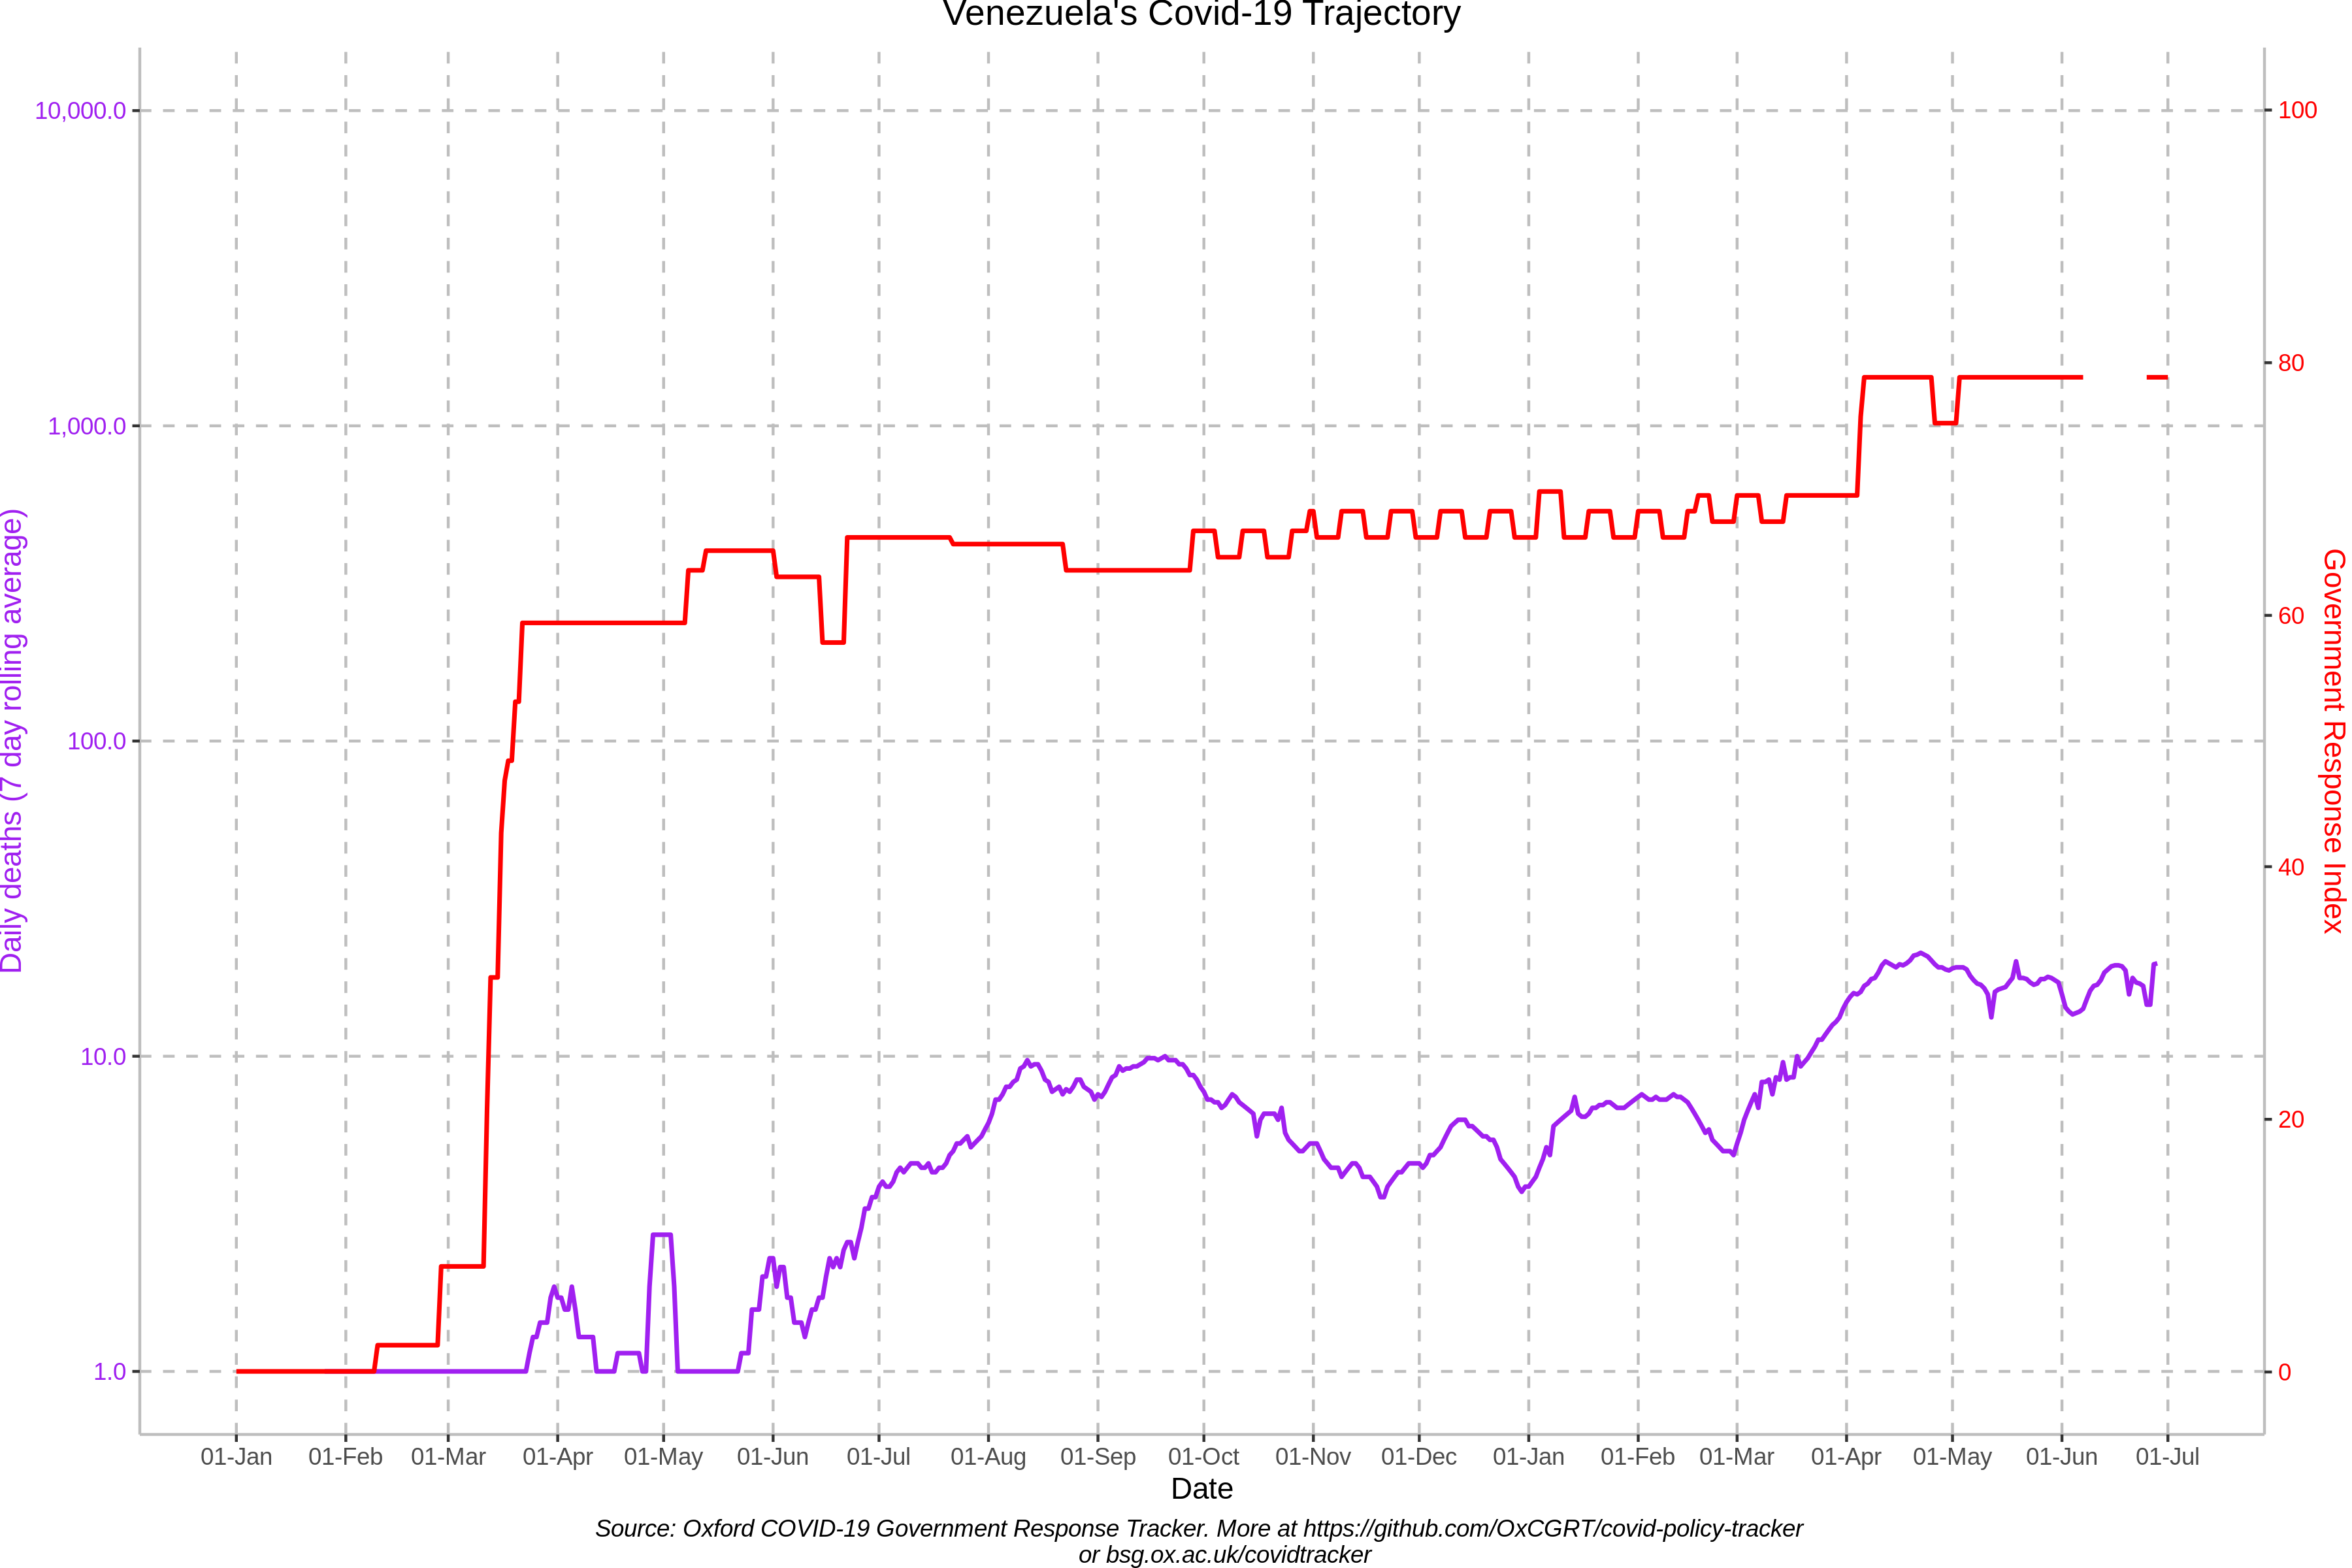 Venezuela's Covid-19 Trajectory
10,000.0
1,000.0
100.0
10.0
1.0
Daily deaths (7 day rolling average)
100
80
60
40
20
0
Government Response Index
01-Jan 01-Feb 01-Mar 01-Apr 01-May 01-Jun 01-Jul 01-Aug 01-Sep 01-Oct 01-Nov 01-Dec 01-Jan 01-Feb 01-Mar 01-Apr 01-May 01-Jun 01-Jul
Date
Source: Oxford COVID-19 Government Response Tracker. More at https://github.com/OxCGRT/covid-policy-tracker
or bsg.ox.ac.uk/covidtracker